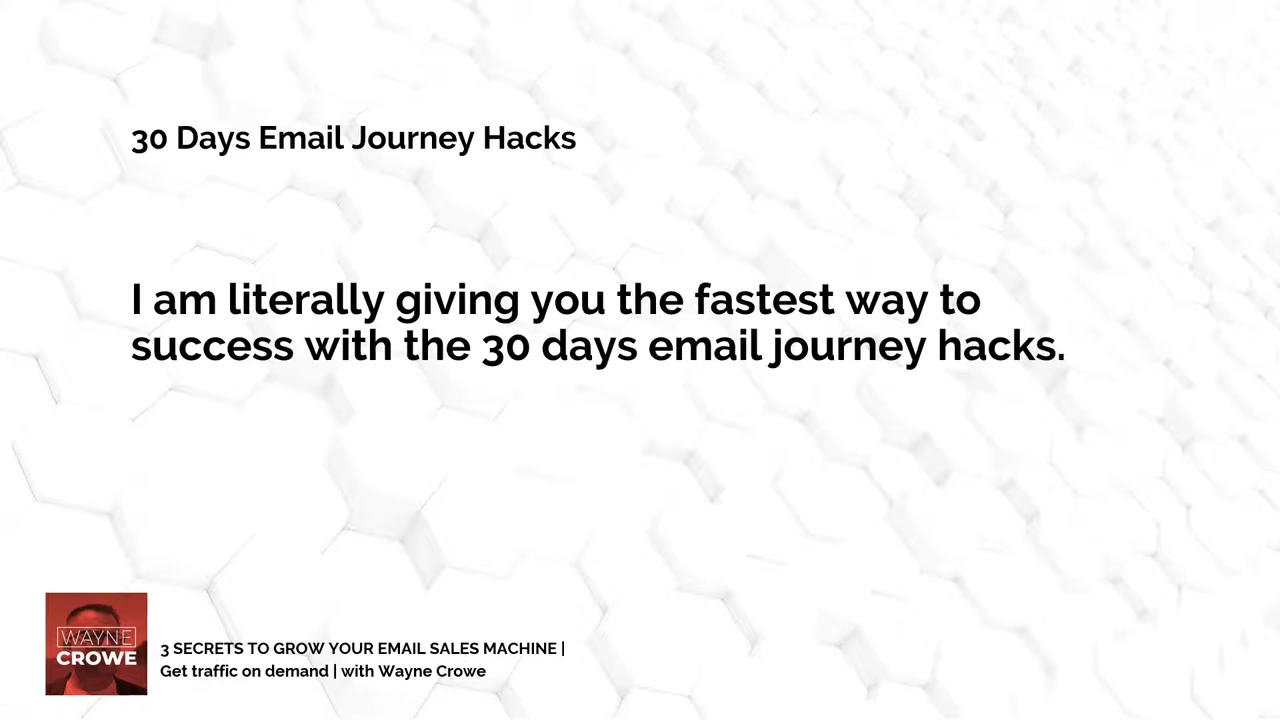 30 Days Email Journey Hacks
I am literally giving you the fastest way to
success with the 30 days email journey hacks.
WAYNE
CROWE
3 SECRETS TO GROW YOUR EMAIL SALES MACHINE |
Get traffic on demand | with Wayne Crowe